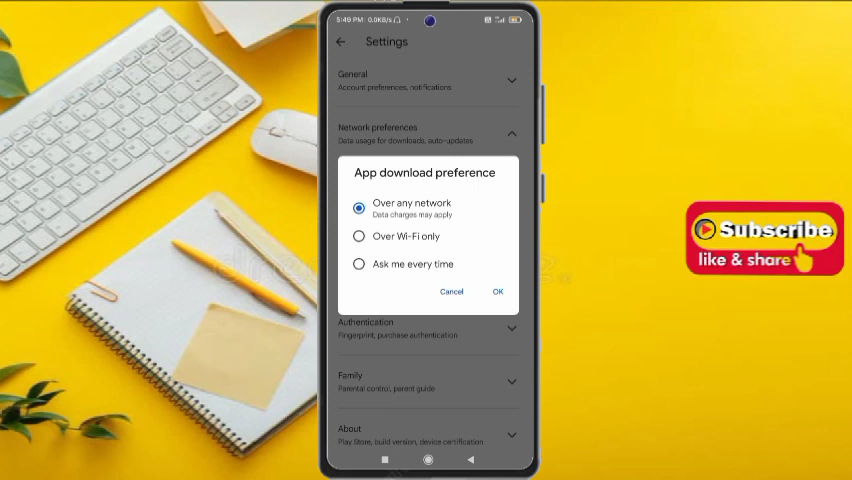 5:49 PM 0.0KB/s
Settings
General
Account preferences, notifications
Network preferences
Data usage for downloads, auto-updates
App download preference
Over any network
Data charges may apply
Over Wi-Fi only
Ask me every time
Cancel OK
Authentication
Fingerprint, purchase authentication
Family
Parental control, parent guide
About
Play Store, build version, device certification
Subscribe
like & share